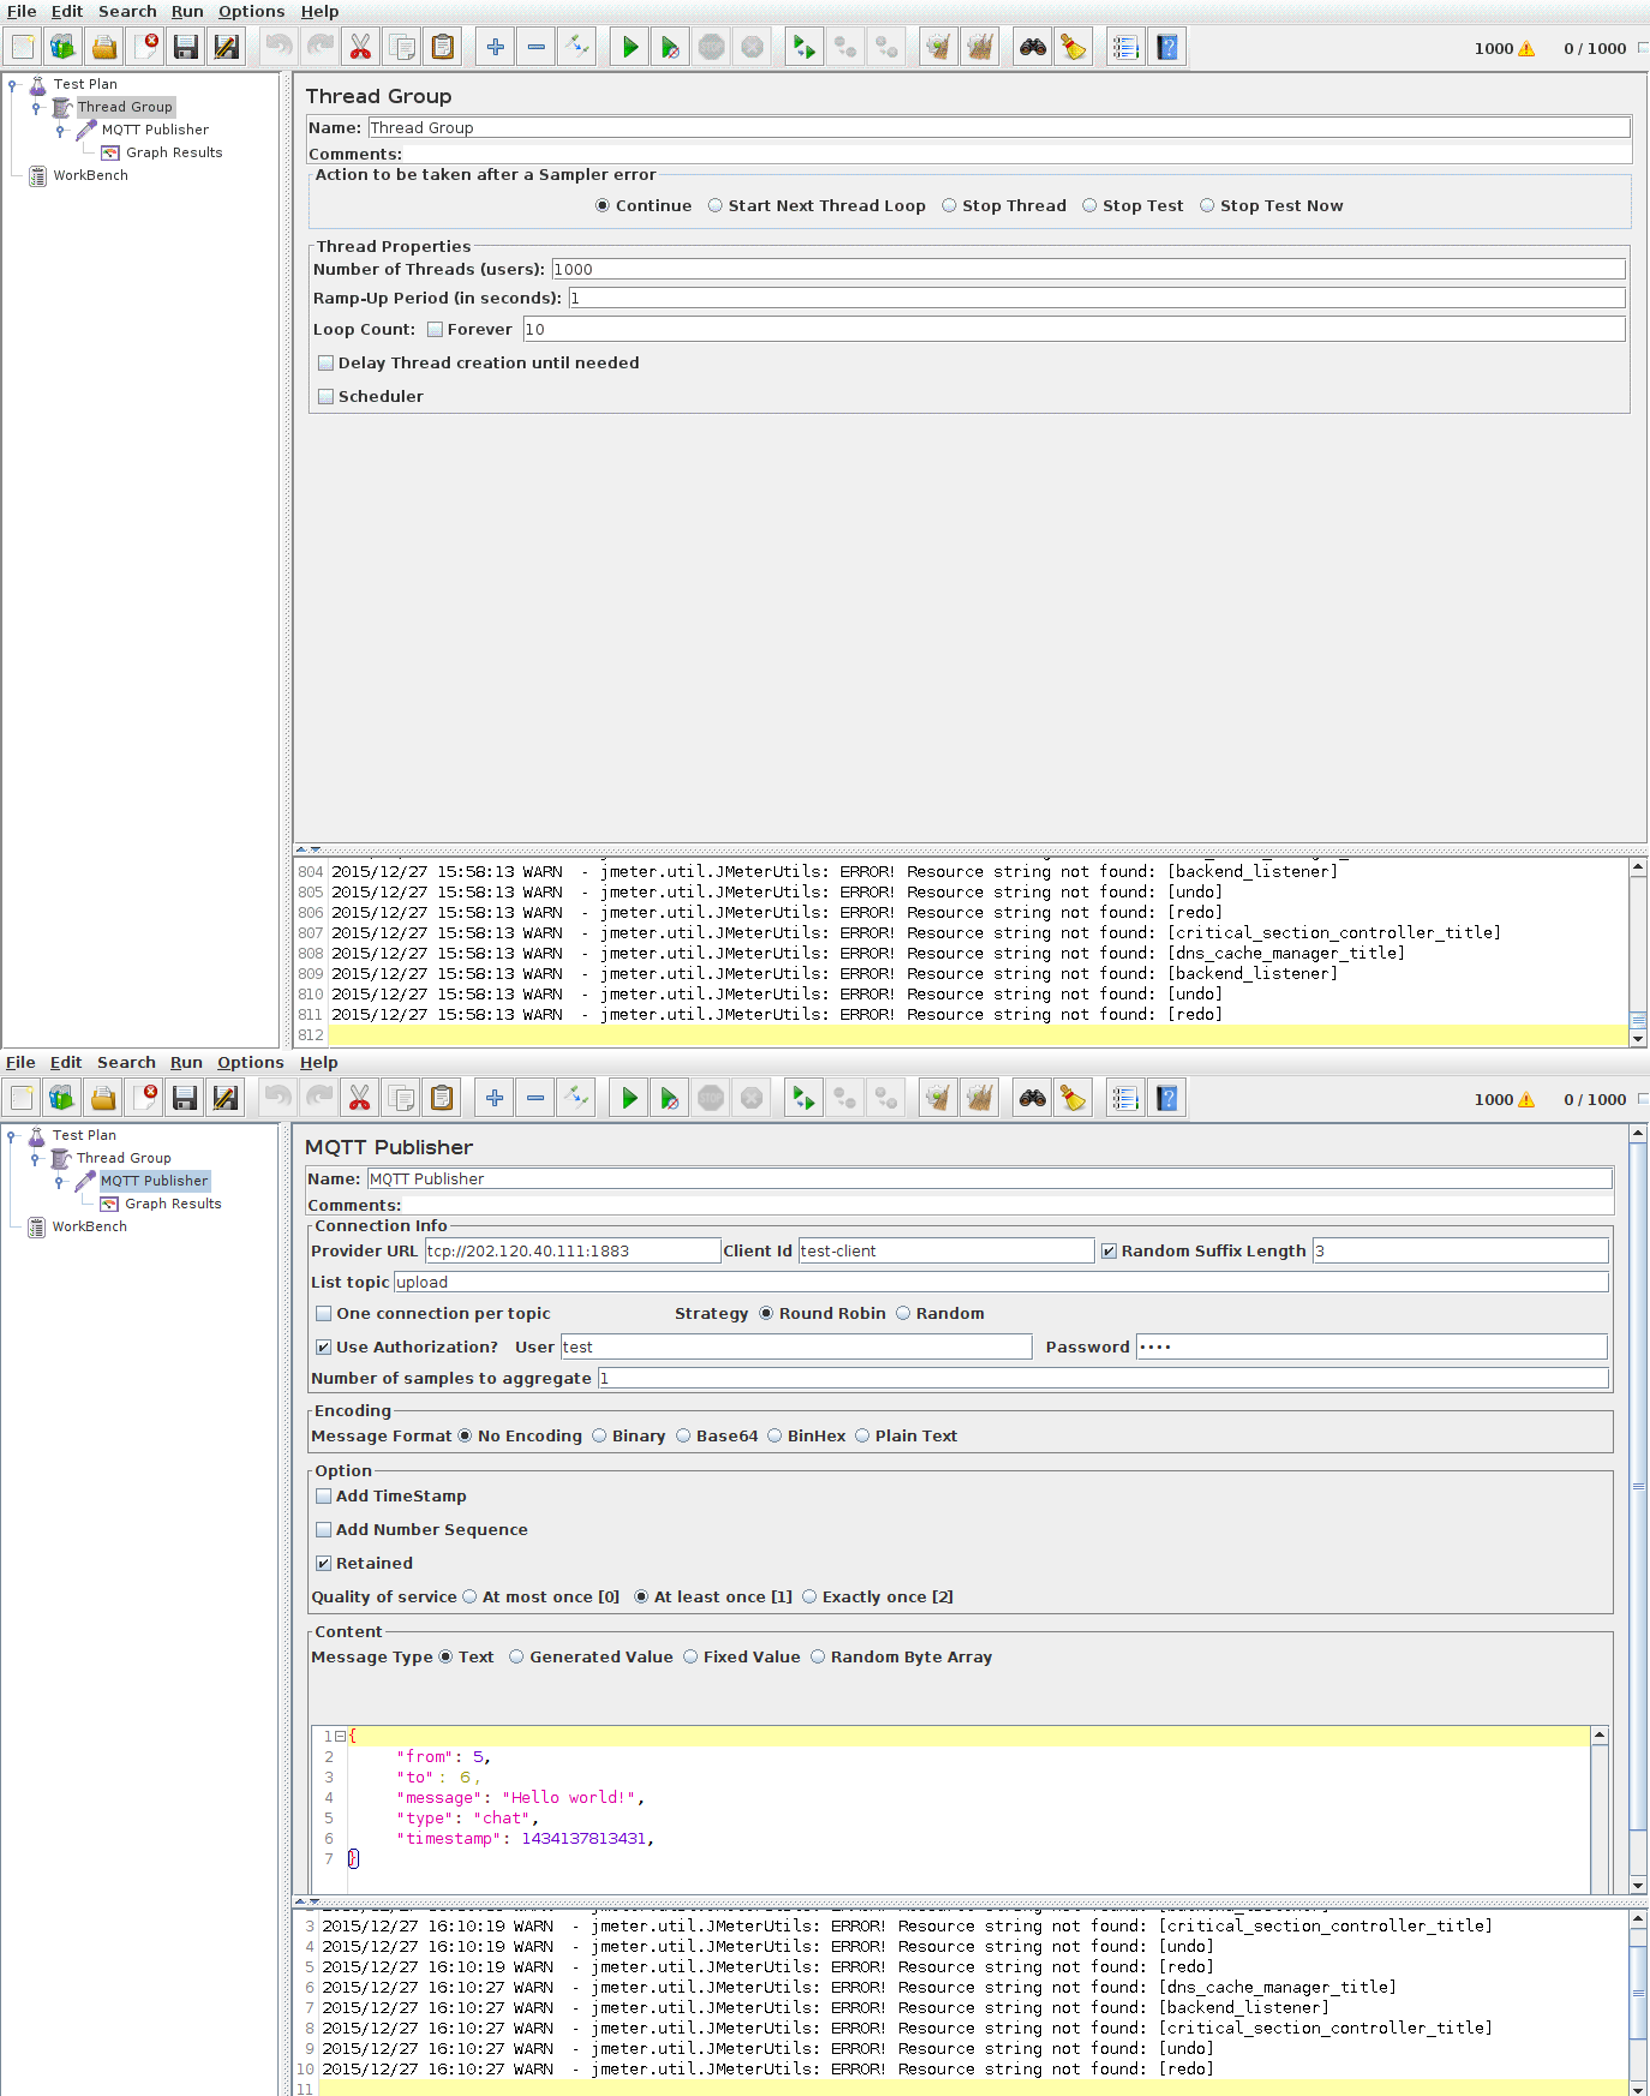 File Edit Search Run Options Help
STOP
1000 0 / 1000
Test Plan
Thread Group
MQTT Publisher
Graph Results
WorkBench
Thread Group
Name: Thread Group
Comments:
Action to be taken after a Sampler error
Continue Start Next Thread Loop Stop Thread Stop Test Stop Test Now
Thread Properties
Number of Threads (users): 1000
Ramp-Up Period (in seconds): 1
Loop Count: Forever 10
Delay Thread creation until needed
Scheduler
804 2015/12/27 15:58:13 WARN - jmeter.util.JMeterUtils: ERROR! Resource string not found: [backend_listener]
805 2015/12/27 15:58:13 WARN - jmeter.util.JMeterUtils: ERROR! Resource string not found: [undo]
806 2015/12/27 15:58:13 WARN - jmeter.util.JMeterUtils: ERROR! Resource string not found: [redo]
807 2015/12/27 15:58:13 WARN - jmeter.util.JMeterUtils: ERROR! Resource string not found: [critical_section_controller_title]
808 2015/12/27 15:58:13 WARN - jmeter.util.JMeterUtils: ERROR! Resource string not found: [dns_cache_manager_title]
809 2015/12/27 15:58:13 WARN - jmeter.util.JMeterUtils: ERROR! Resource string not found: [backend_listener]
810 2015/12/27 15:58:13 WARN - jmeter.util.JMeterUtils: ERROR! Resource string not found: [undo]
811 2015/12/27 15:58:13 WARN - jmeter.util.JMeterUtils: ERROR! Resource string not found: [redo]
812
File Edit Search Run Options Help
STOP
1000 0 / 1000
Test Plan
Thread Group
MQTT Publisher
Graph Results
WorkBench
MQTT Publisher
Name: MQTT Publisher
Comments:
Connection Info
Provider URL tcp://202.120.40.111:1883 Client Id test-client Random Suffix Length 3
List topic upload
One connection per topic Strategy Round Robin Random
Use Authorization? User test Password ••••
Number of samples to aggregate 1
Encoding
Message Format No Encoding Binary Base64 BinHex Plain Text
Option
Add TimeStamp
Add Number Sequence
Retained
Quality of service At most once [0] At least once [1] Exactly once [2]
Content
Message Type Text Generated Value Fixed Value Random Byte Array
1 {
2 "from": 5,
3 "to": 6,
4 "message": "Hello world!",
5 "type": "chat",
6 "timestamp": 1434137813431,
7 }
3 2015/12/27 16:10:19 WARN - jmeter.util.JMeterUtils: ERROR! Resource string not found: [critical_section_controller_title]
4 2015/12/27 16:10:19 WARN - jmeter.util.JMeterUtils: ERROR! Resource string not found: [undo]
5 2015/12/27 16:10:19 WARN - jmeter.util.JMeterUtils: ERROR! Resource string not found: [redo]
6 2015/12/27 16:10:27 WARN - jmeter.util.JMeterUtils: ERROR! Resource string not found: [dns_cache_manager_title]
7 2015/12/27 16:10:27 WARN - jmeter.util.JMeterUtils: ERROR! Resource string not found: [backend_listener]
8 2015/12/27 16:10:27 WARN - jmeter.util.JMeterUtils: ERROR! Resource string not found: [critical_section_controller_title]
9 2015/12/27 16:10:27 WARN - jmeter.util.JMeterUtils: ERROR! Resource string not found: [undo]
10 2015/12/27 16:10:27 WARN - jmeter.util.JMeterUtils: ERROR! Resource string not found: [redo]
11